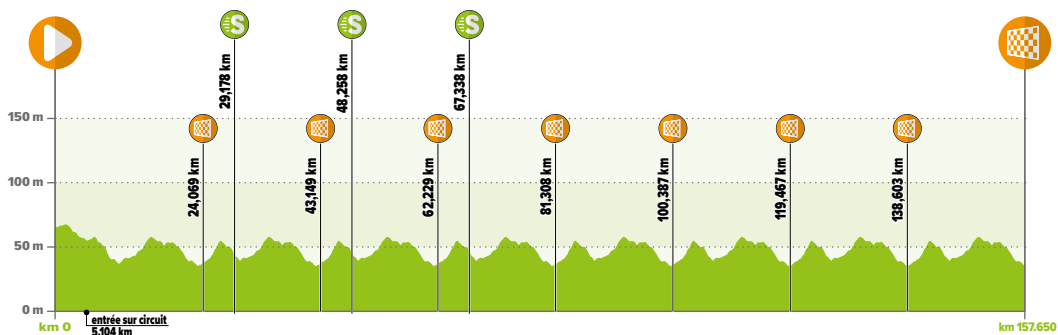 S
S
S
29,178 km
48,258 km
67,338 km
150 m
100 m
50 m
0 m
24,069 km
43,149 km
62,229 km
81,308 km
100,387 km
119,467 km
138,603 km
entrée sur circuit
5,104 km
km 0
km 157.650